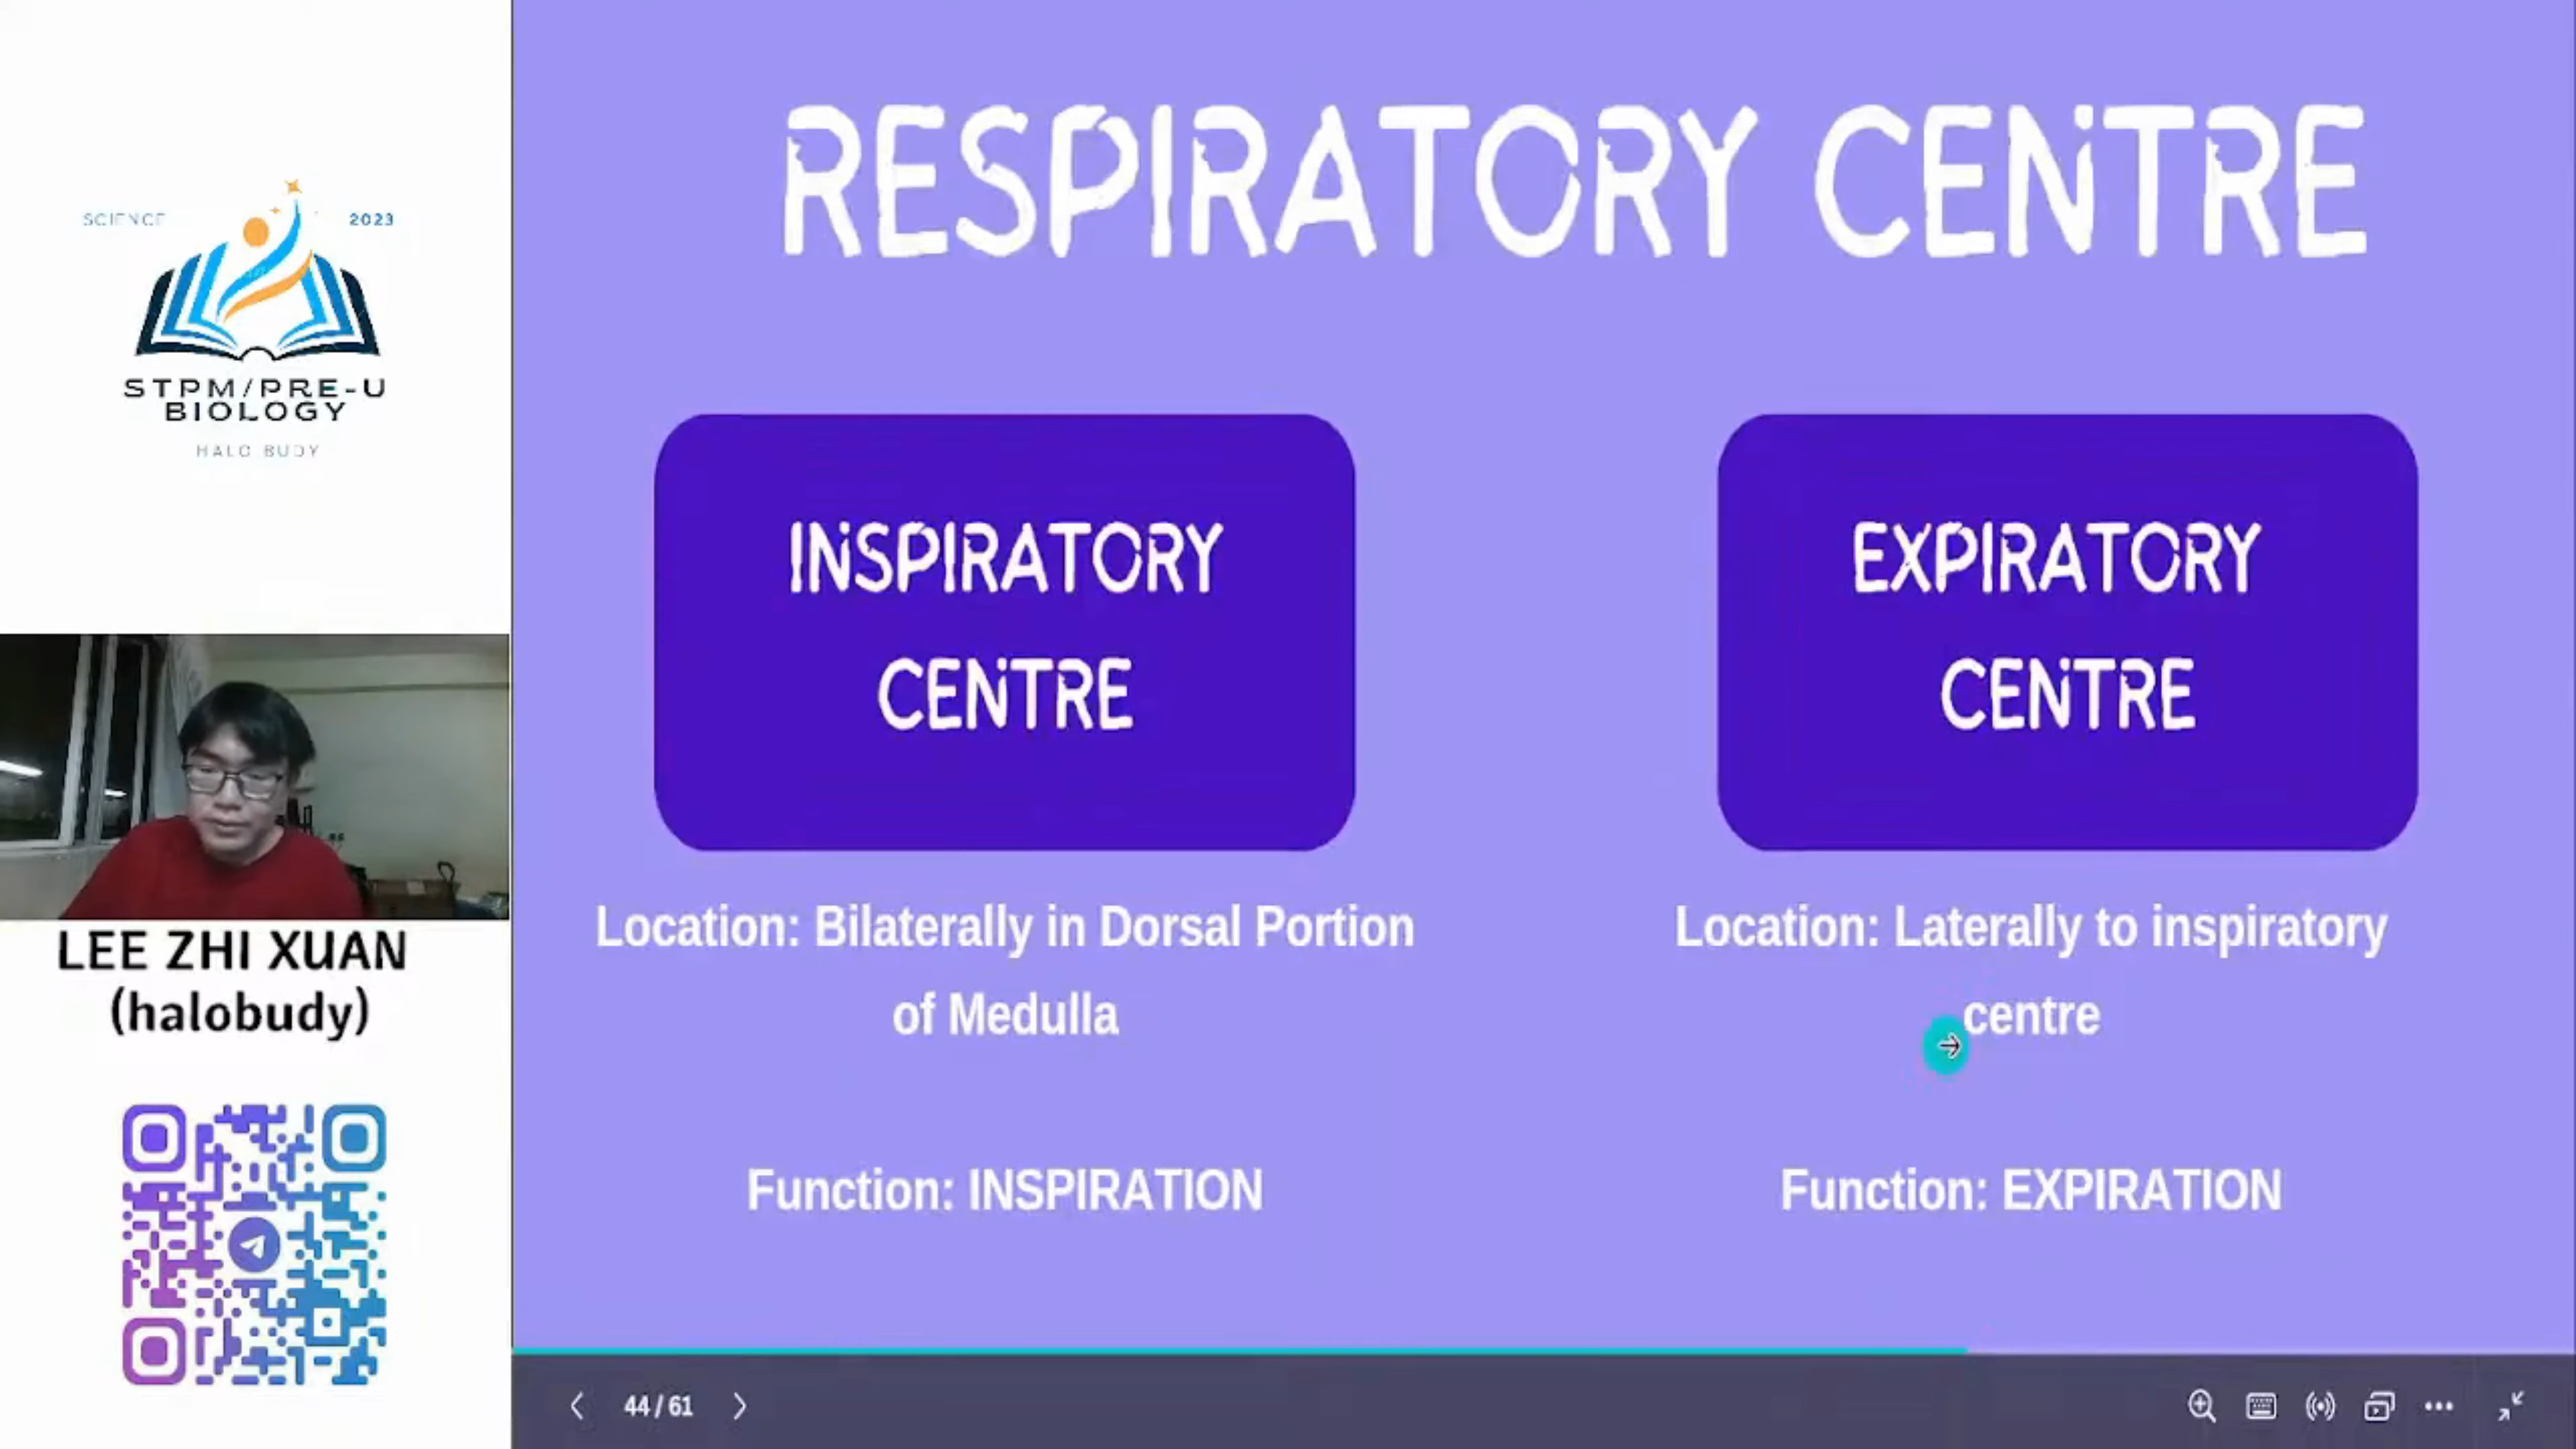 SCIENCE
2023
STPM/PRE-U
BIOLOGY
HALO BUDY
LEE ZHI XUAN
(halobudy)
RESPIRATORY CENTRE
INSPIRATORY
CENTRE
Location: Bilaterally in Dorsal Portion
of Medulla
Function: INSPIRATION
EXPIRATORY
CENTRE
Location: Laterally to inspiratory
centre
Function: EXPIRATION
44 / 61